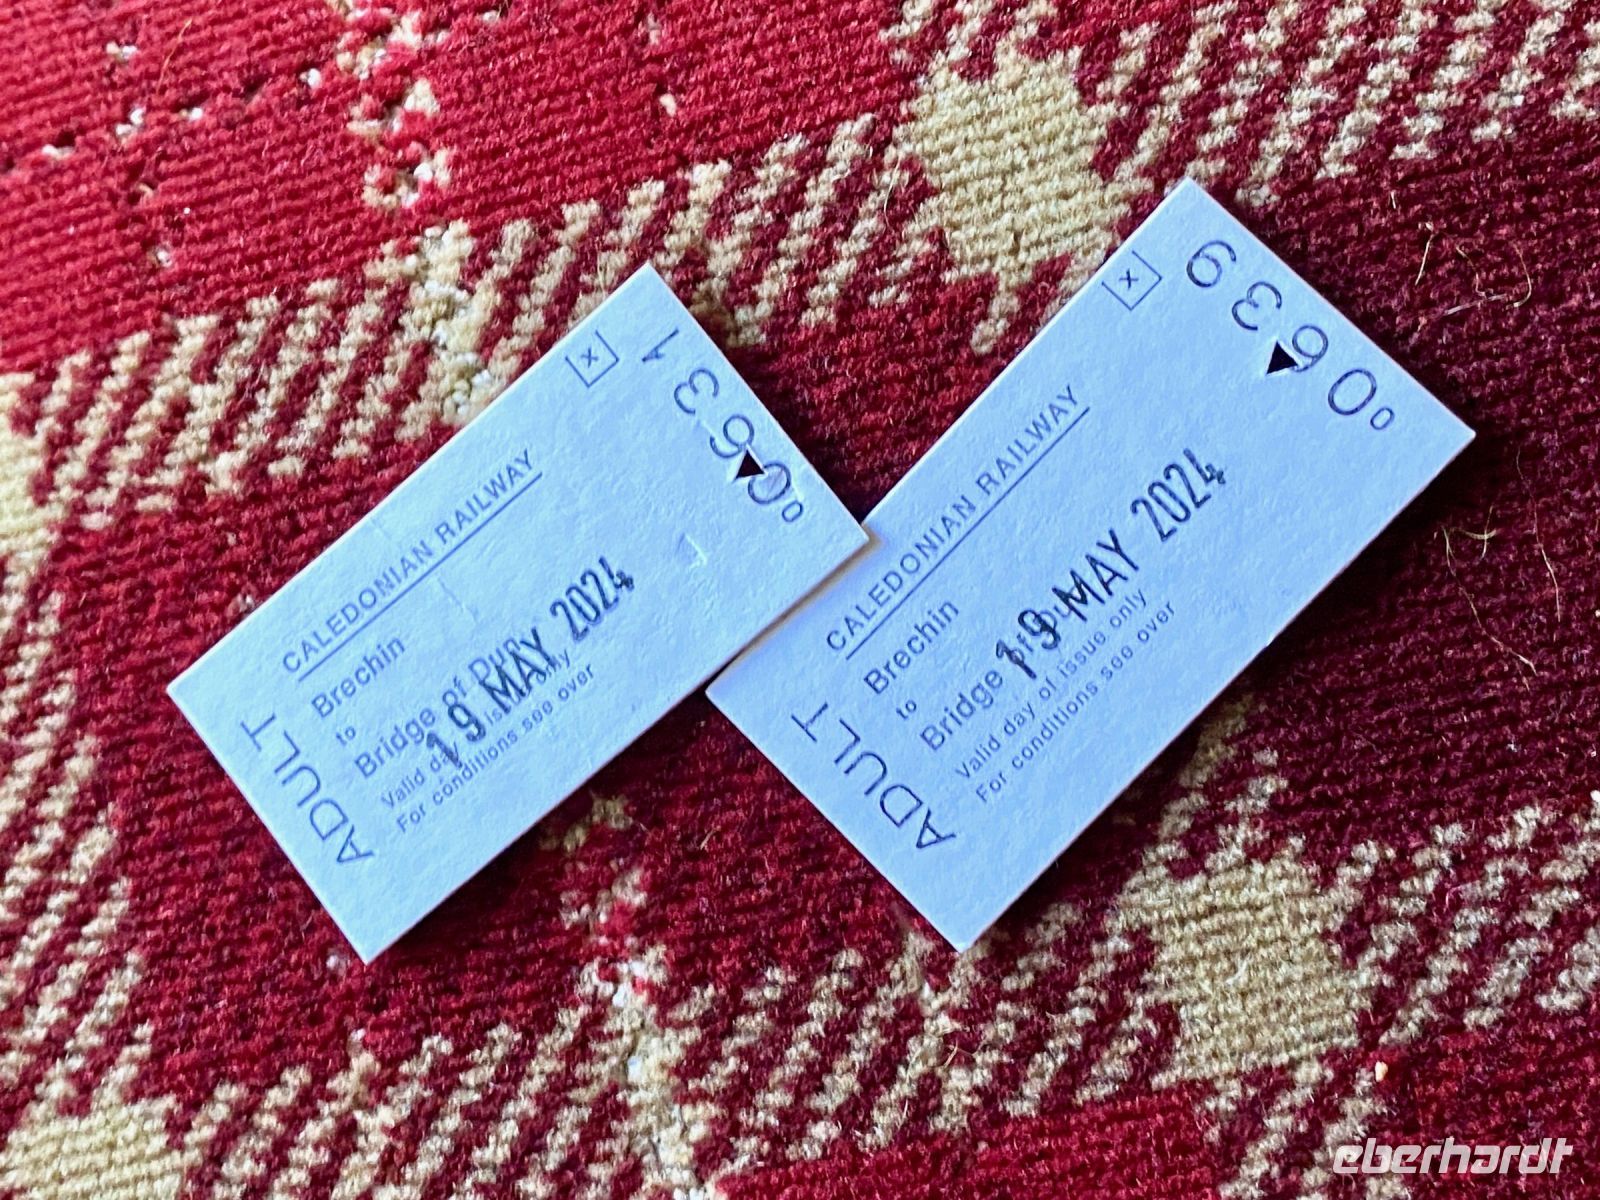 CALEDONIAN RAILWAY
ADULT
Brechin
to
Bridge of Dun
Valid day of issue only
For conditions see over
19 MAY 2024
X
0 0631
CALEDONIAN RAILWAY
ADULT
Brechin
to
Bridge of Dun
Valid day of issue only
For conditions see over
19 MAY 2024
X
0 0639
eberhardt